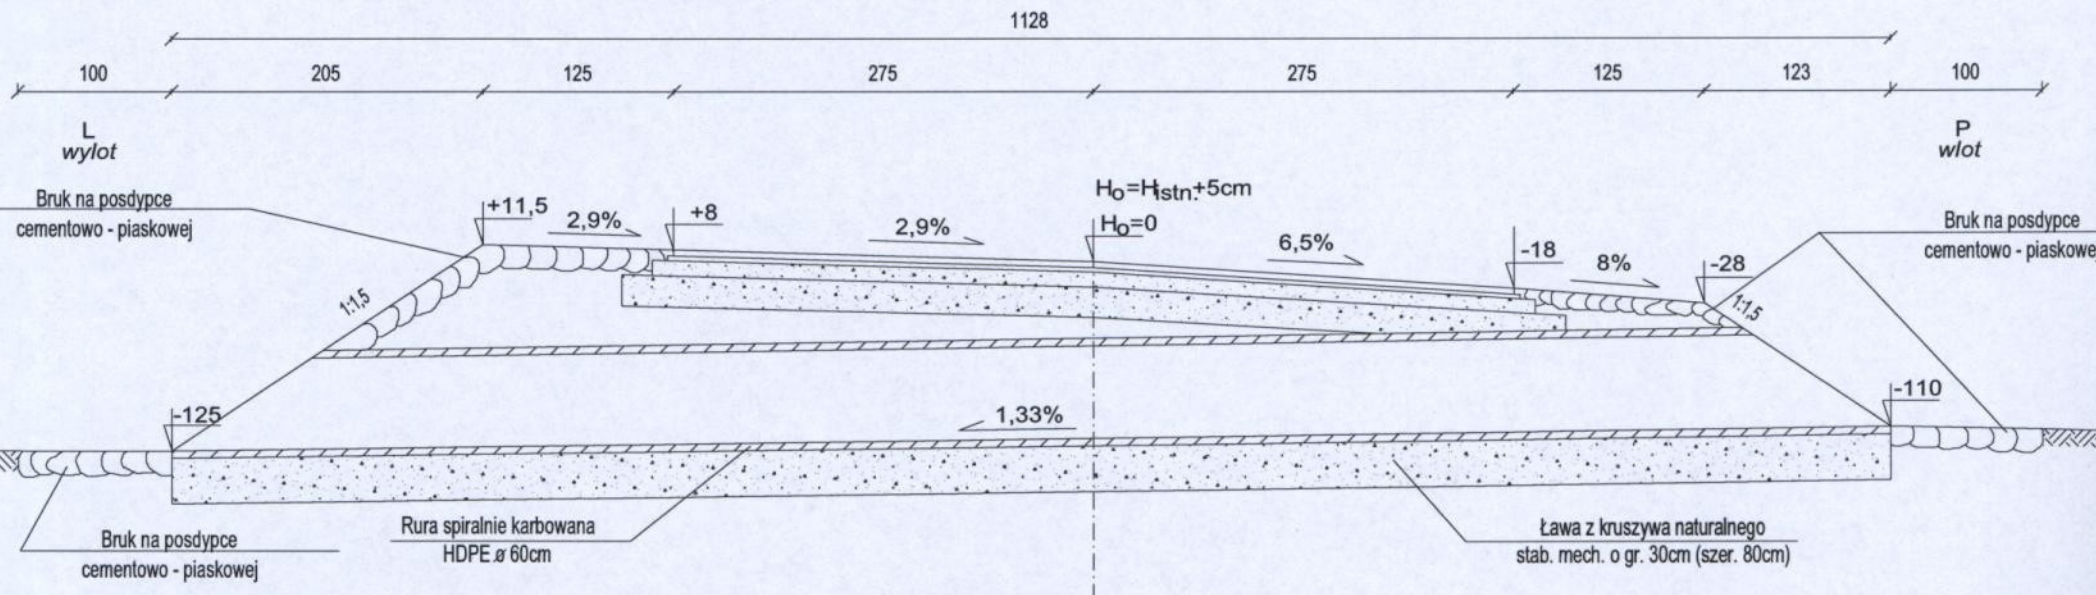 1128
100 205 125 275 275 125 123 100
L
wylot
P
wlot
Bruk na posdypce
cementowo - piaskowej
+11,5
2,9%
+8
2,9%
Ho=Histn.+5cm
Ho=0
6,5%
-18
8%
-28
Bruk na posdypce
cementowo - piaskowej
1:1,5
1:1,5
-125
1,33%
-110
Bruk na posdypce
cementowo - piaskowej
Rura spiralnie karbowana
HDPE ø 60cm
Ława z kruszywa naturalnego
stab. mech. o gr. 30cm (szer. 80cm)